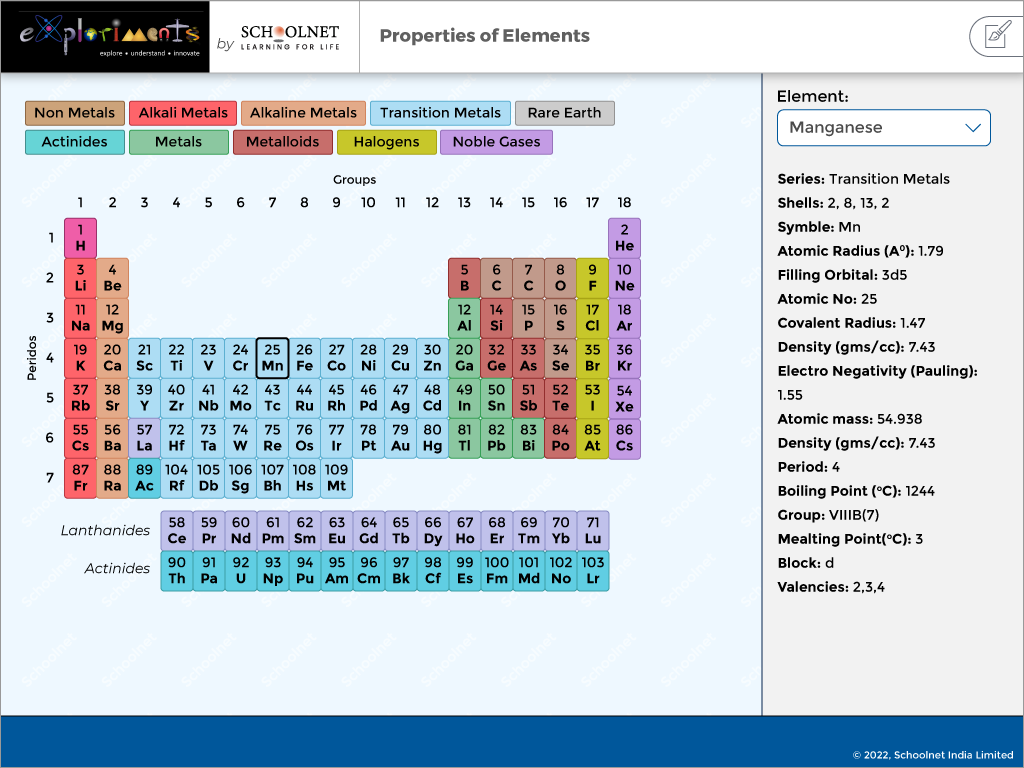 exploriments
explore • understand • innovate
by SCHOOLNET
LEARNING FOR LIFE
Properties of Elements
Non Metals Alkali Metals Alkaline Metals Transition Metals Rare Earth
Actinides Metals Metalloids Halogens Noble Gases
Groups
1 2 3 4 5 6 7 8 9 10 11 12 13 14 15 16 17 18
Peridos
1 2
1 H He
3 4 5 6 7 8 9 10
2 Li Be B C C O F Ne
11 12 12 14 15 16 17 18
3 Na Mg Al Si P S Cl Ar
19 20 21 22 23 24 25 26 27 28 29 30 20 32 33 34 35 36
4 K Ca Sc Ti V Cr Mn Fe Co Ni Cu Zn Ga Ge As Se Br Kr
37 38 39 40 41 42 43 44 45 46 47 48 49 50 51 52 53 54
5 Rb Sr Y Zr Nb Mo Tc Ru Rh Pd Ag Cd In Sn Sb Te I Xe
55 56 57 72 73 74 75 76 77 78 79 80 81 82 83 84 85 86
6 Cs Ba La Hf Ta W Re Os Ir Pt Au Hg Tl Pb Bi Po At Cs
87 88 89 104 105 106 107 108 109
7 Fr Ra Ac Rf Db Sg Bh Hs Mt
58 59 60 61 62 63 64 65 66 67 68 69 70 71
Lanthanides Ce Pr Nd Pm Sm Eu Gd Tb Dy Ho Er Tm Yb Lu
90 91 92 93 94 95 96 97 98 99 100 101 102 103
Actinides Th Pa U Np Pu Am Cm Bk Cf Es Fm Md No Lr
Element:
Manganese
Series: Transition Metals
Shells: 2, 8, 13, 2
Symble: Mn
Atomic Radius (A⁰): 1.79
Filling Orbital: 3d5
Atomic No: 25
Covalent Radius: 1.47
Density (gms/cc): 7.43
Electro Negativity (Pauling):
1.55
Atomic mass: 54.938
Density (gms/cc): 7.43
Period: 4
Boiling Point (⁰C): 1244
Group: VIIIB(7)
Mealting Point(⁰C): 3
Block: d
Valencies: 2,3,4
© 2022, Schoolnet India Limited